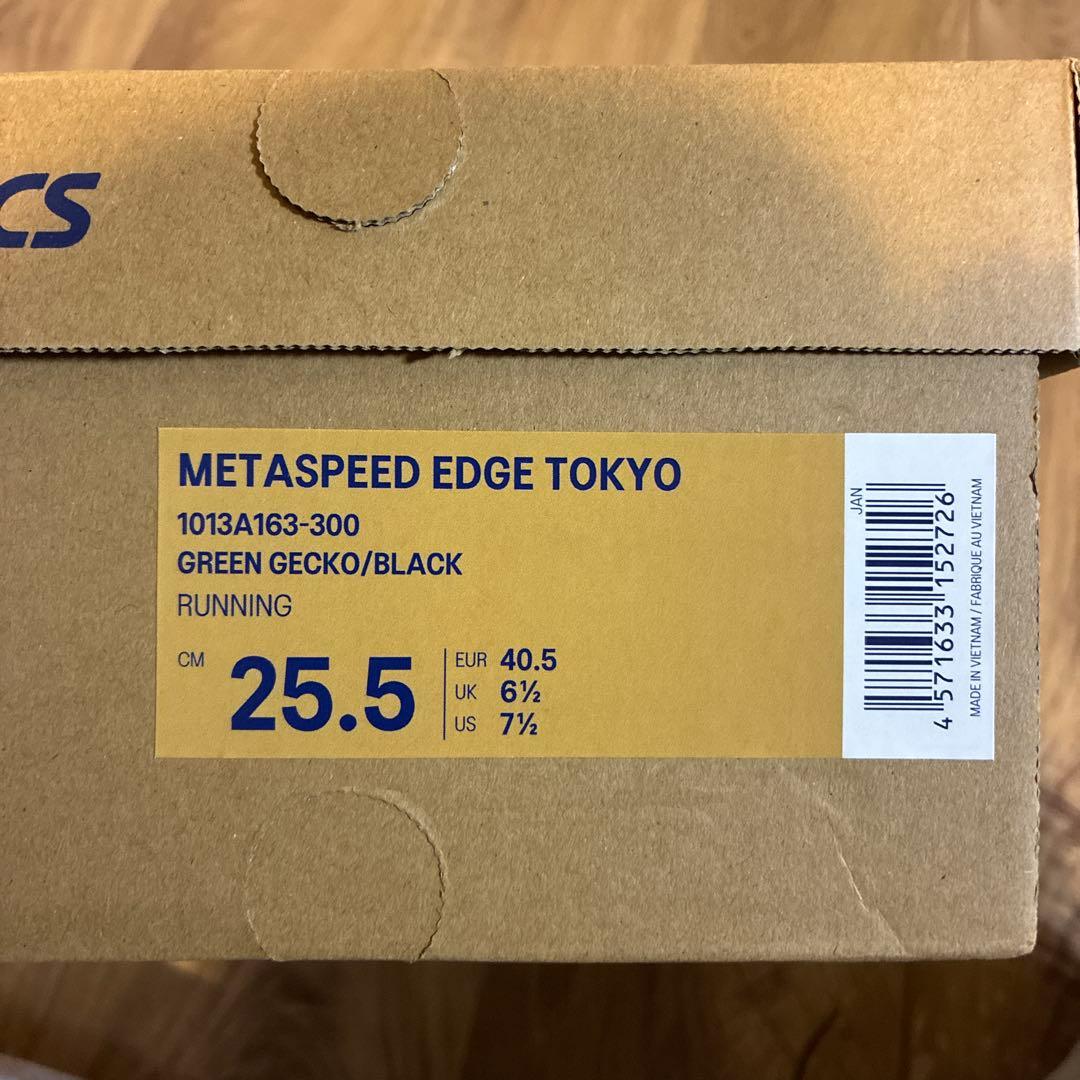 CS
METASPEED EDGE TOKYO
1013A163-300
GREEN GECKO/BLACK
RUNNING
CM 25.5
EUR 40.5
UK 6½
US 7½
JAN
4 571633 152726
MADE IN VIETNAM / FABRIQUE AU VIETNAM